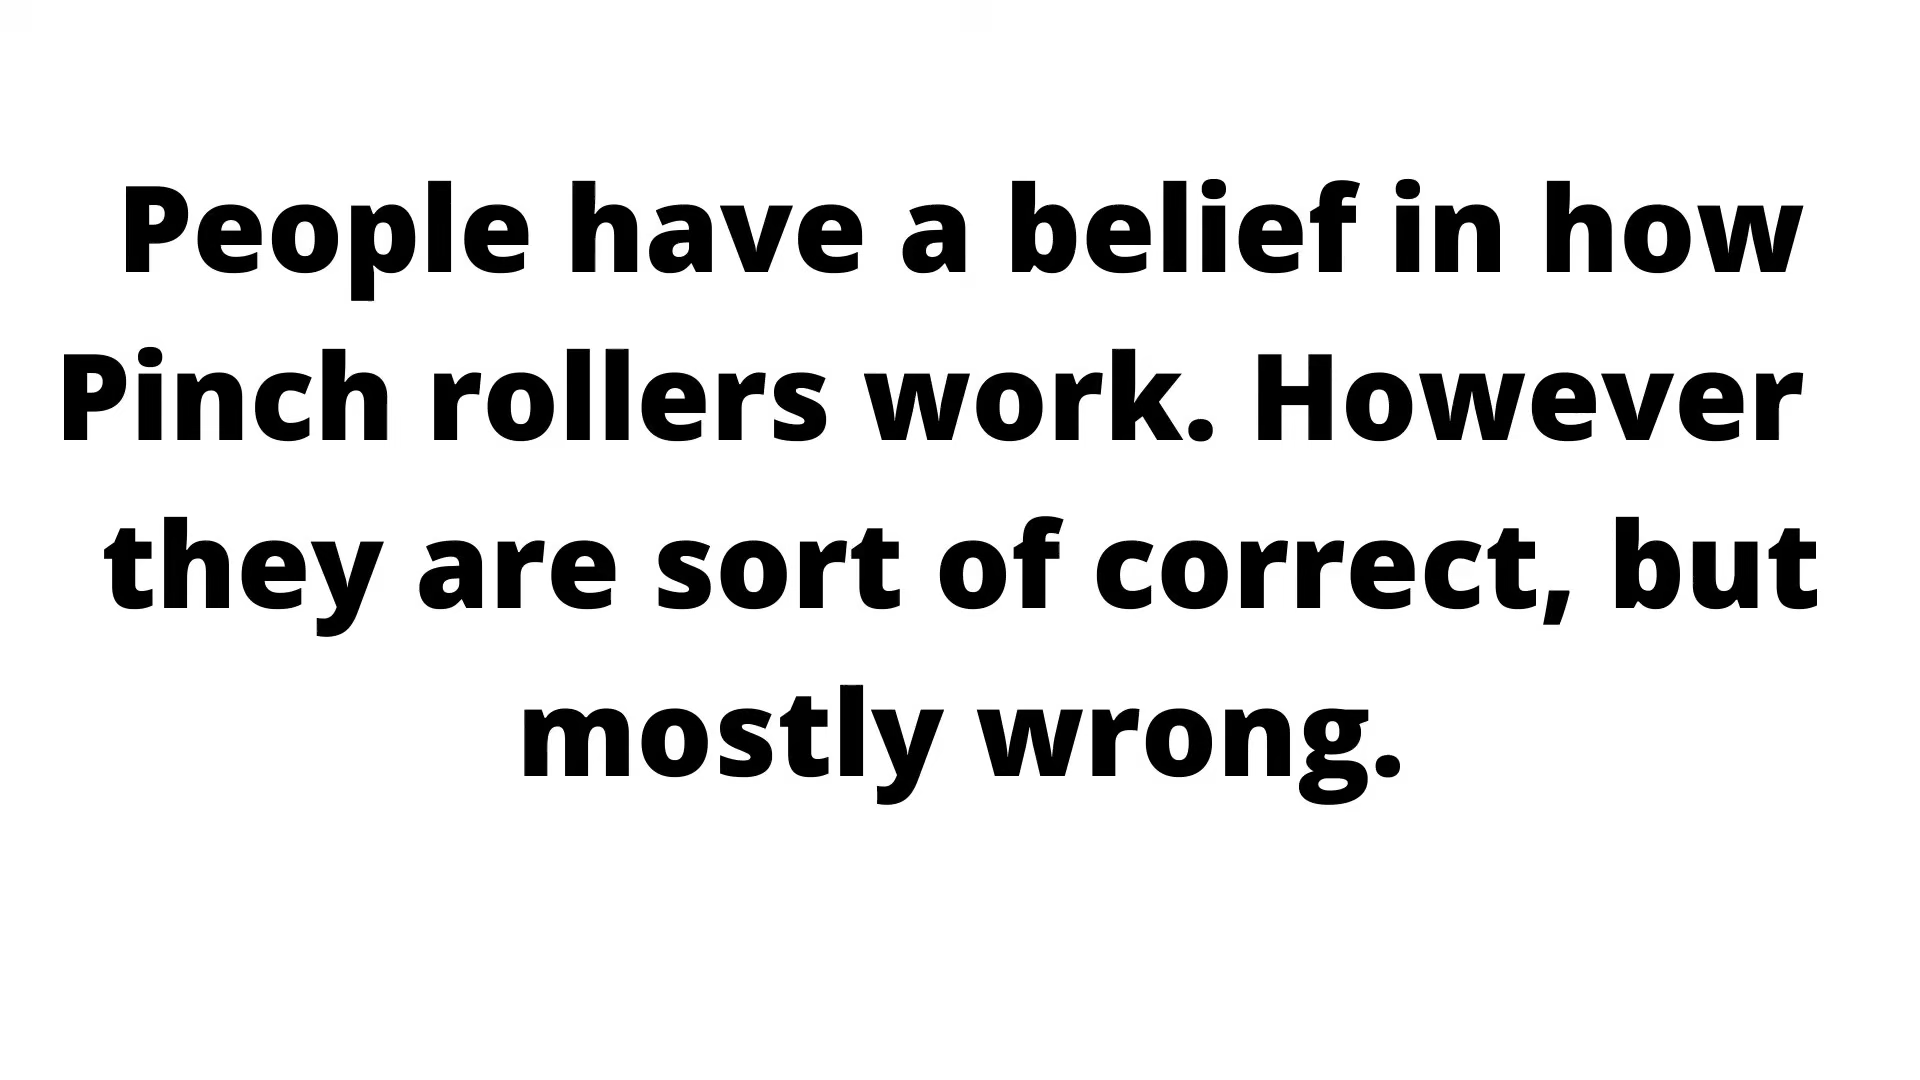 People have a belief in how
Pinch rollers work. However
they are sort of correct, but
mostly wrong.